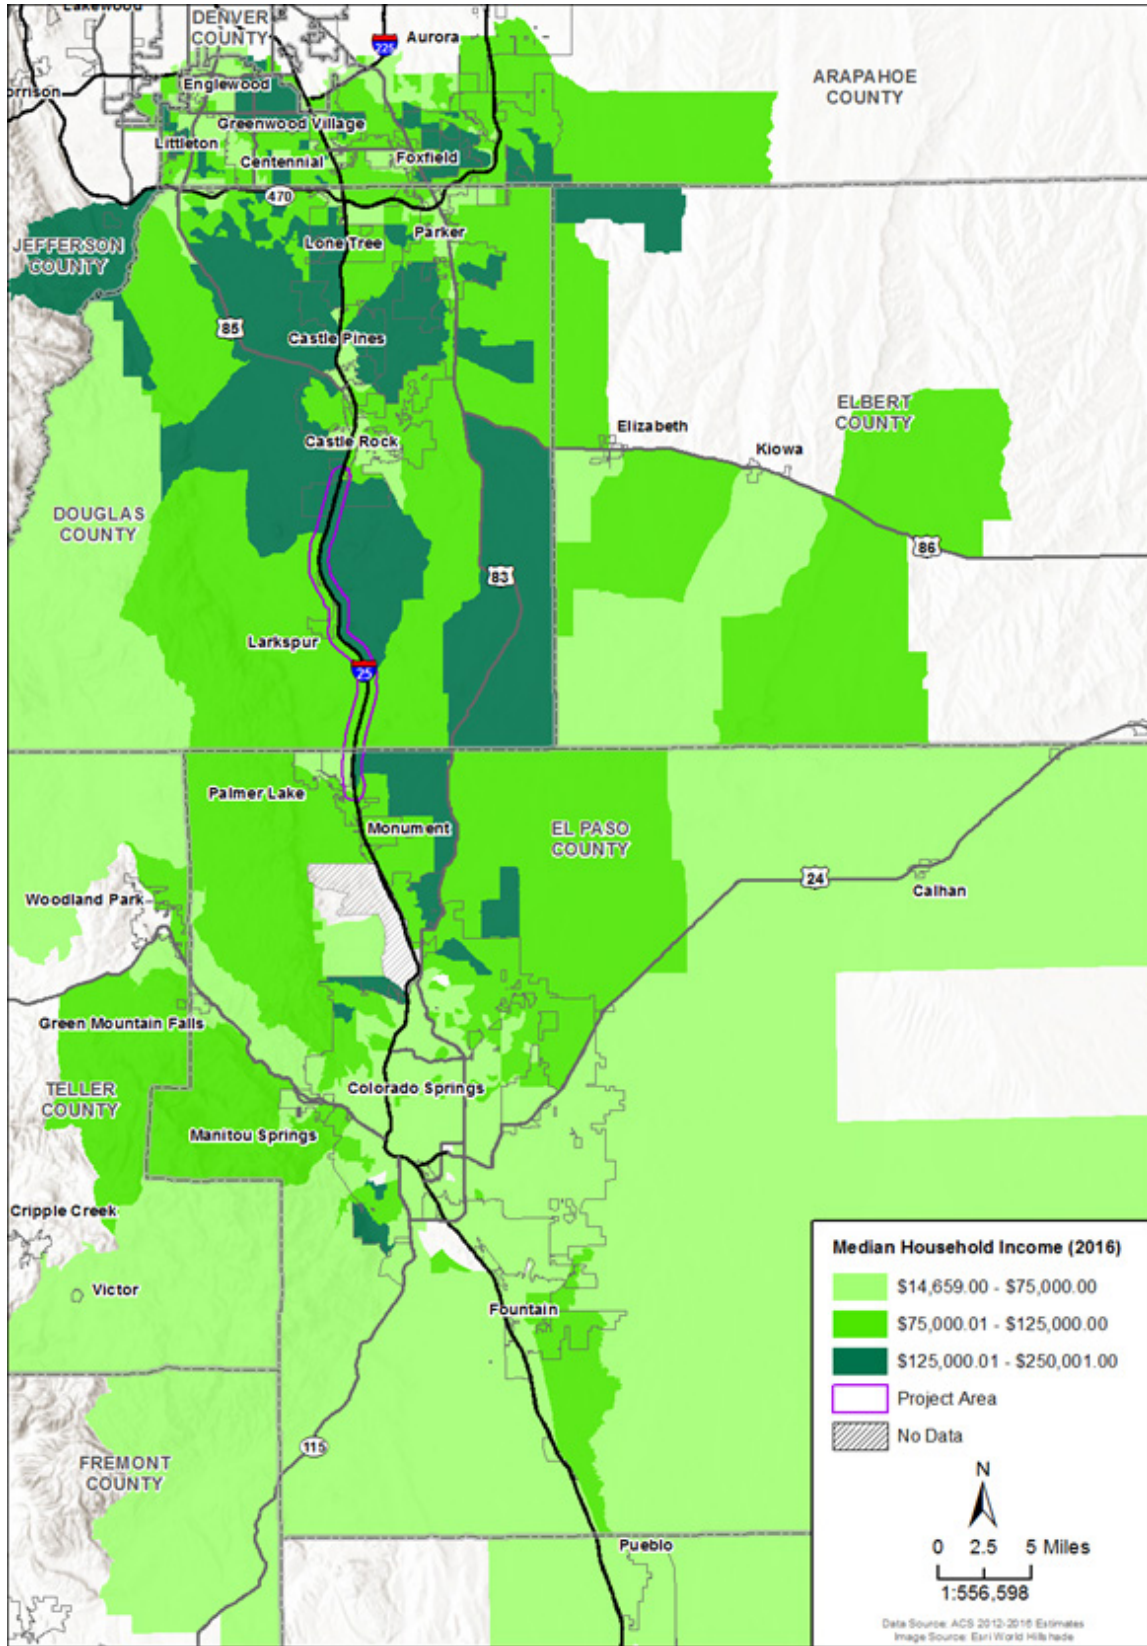 Lakewood
DENVER
COUNTY
225
Aurora
Englewood
ARAPAHOE
COUNTY
orrison
Greenwood Village
Littleton
Centennial
Foxfield
470
JEFFERSON
COUNTY
Lone Tree
Parker
85
Castle Pines
ELBERT
COUNTY
Elizabeth
Castle Rock
Kiowa
DOUGLAS
COUNTY
86
83
Larkspur
25
Palmer Lake
Monument
EL PASO
COUNTY
24
Calhan
Woodland Park
Green Mountain Falls
TELLER
COUNTY
Colorado Springs
Manitou Springs
Cripple Creek
Victor
Fountain
115
FREMONT
COUNTY
Pueblo
Median Household Income (2016)
$14,659.00 - $75,000.00
$75,000.01 - $125,000.00
$125,000.01 - $250,001.00
Project Area
No Data
N
0 2.5 5 Miles
1:556,598
Data Source: ACS 2012-2016 Estimates
Image Source: Esri World Hillshade